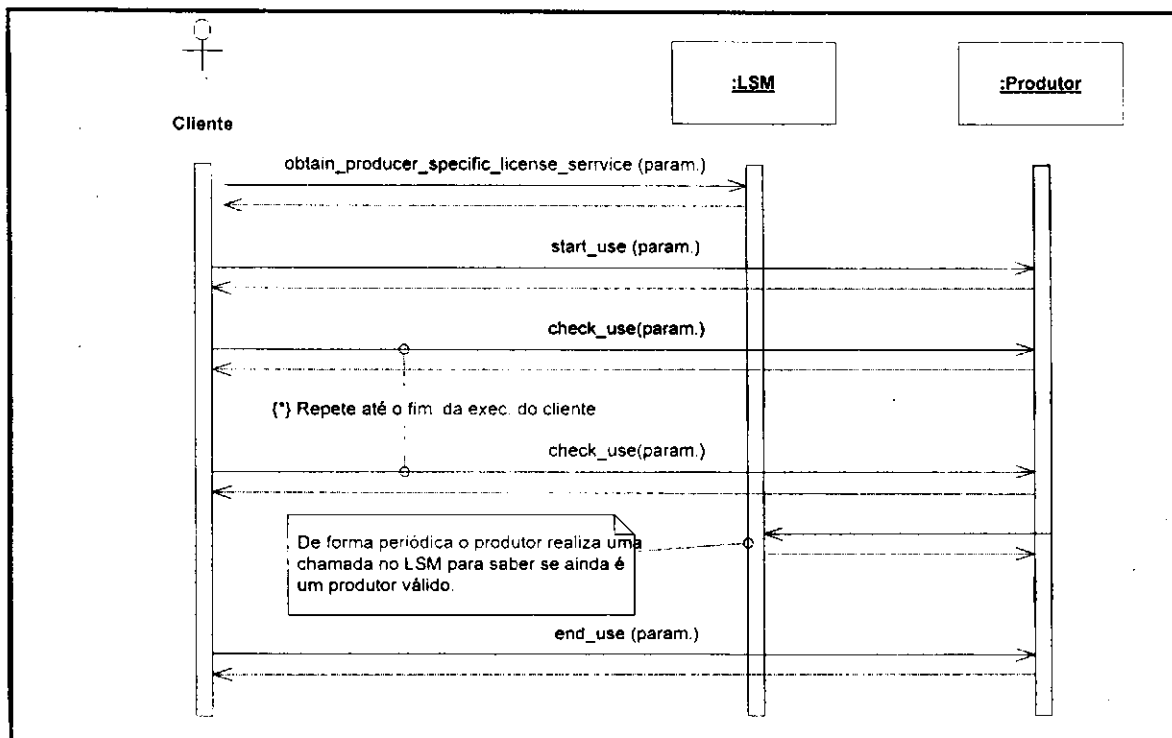 :LSM
:Produtor
Cliente
obtain_producer_specific_license_serrvice (param.)
start_use (param.)
check_use(param.)
{*} Repete até o fim da exec. do cliente
check_use(param.)
De forma periódica o produtor realiza uma
chamada no LSM para saber se ainda é
um produtor válido.
end_use (param.)